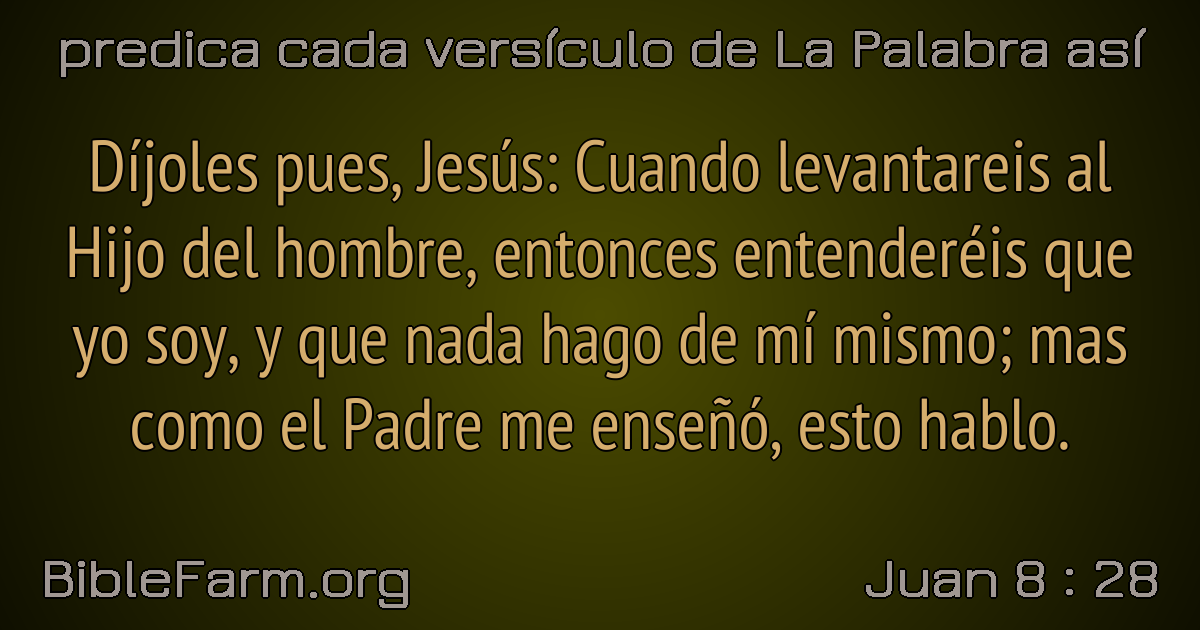 predica cada versículo de La Palabra así
Díjoles pues, Jesús: Cuando levantareis al
Hijo del hombre, entonces entenderéis que
yo soy, y que nada hago de mí mismo; mas
como el Padre me enseñó, esto hablo.
BibleFarm.org
Juan 8 : 28